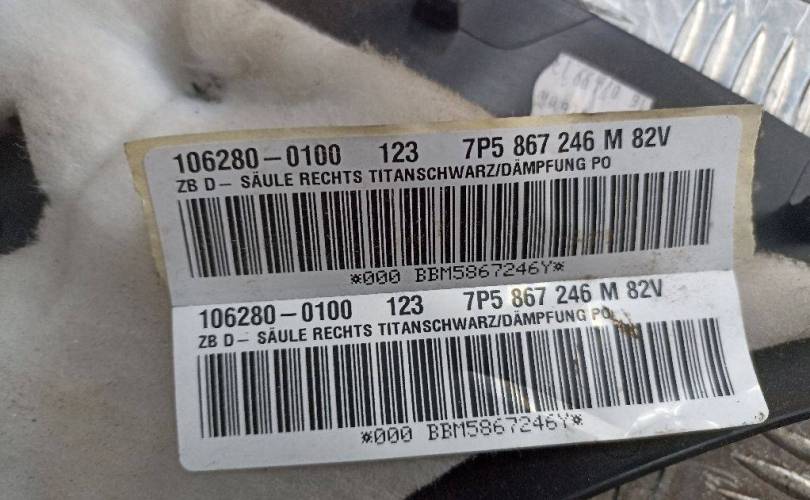 106280-0100 123 7P5 867 246 M 82V
ZB D- SÄULE RECHTS TITANSCHWARZ/DÄMPFUNG PO
*000 BBM5867246Y*
106280-0100 123 7P5 867 246 M 82V
ZB D- SÄULE RECHTS TITANSCHWARZ/DÄMPFUNG PO
*000 BBM5867246Y*